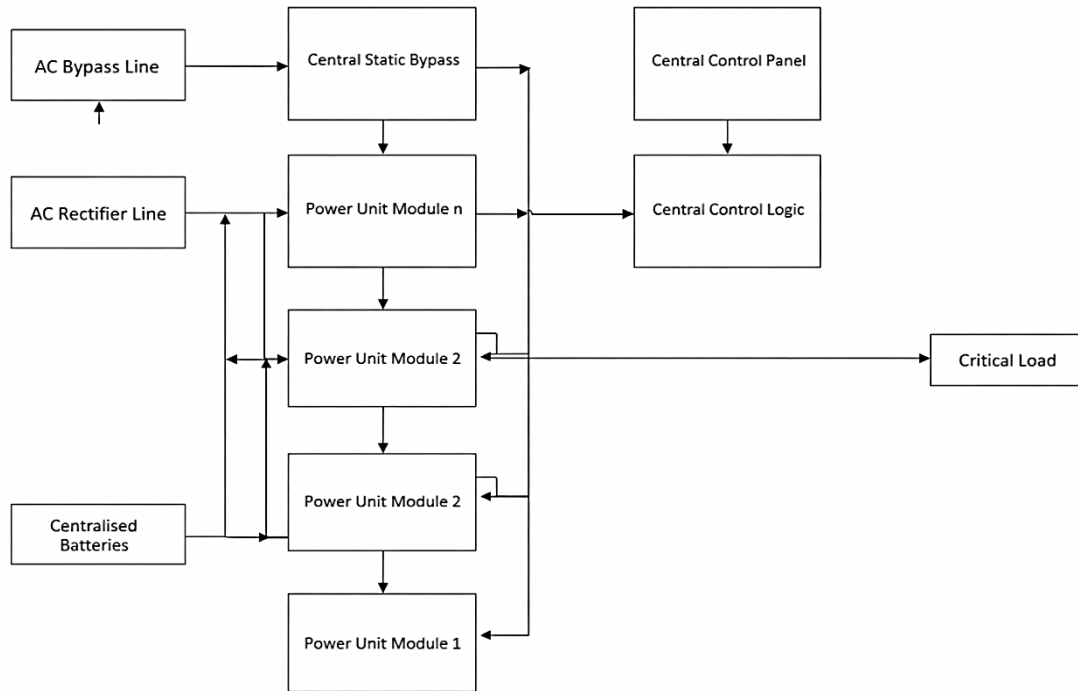 AC Bypass Line
Central Static Bypass
Central Control Panel
AC Rectifier Line
Power Unit Module n
Central Control Logic
Power Unit Module 2
Critical Load
Centralised
Batteries
Power Unit Module 2
Power Unit Module 1